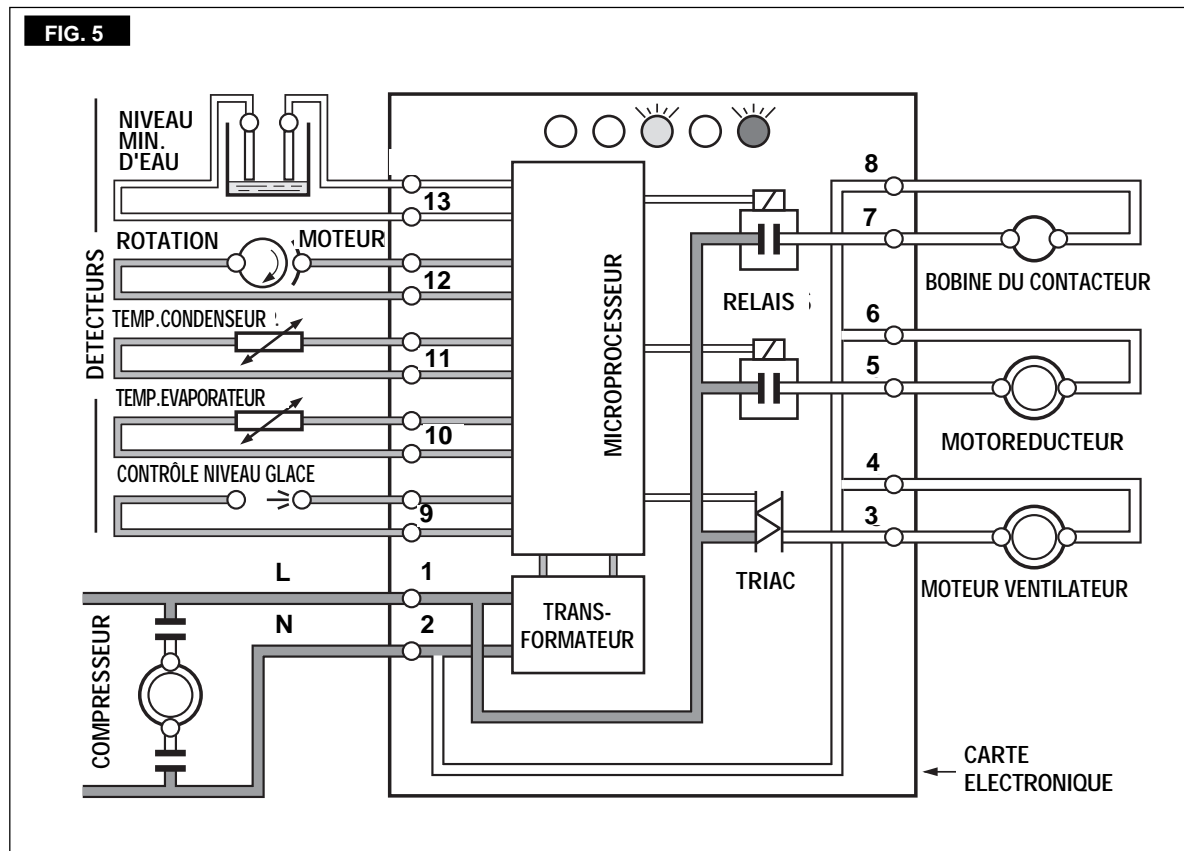 FIG. 5
NIVEAU
MIN.
D'EAU
13
ROTATION MOTEUR
12
TEMP.CONDENSEUR
11
TEMP.EVAPORATEUR
10
CONTRÔLE NIVEAU GLACE
9
DETECTEURS
L
1
N
2
COMPRESSEUR
MICROPROCESSEUR
TRANS-
FORMATEUR
RELAIS
TRIAC
8
7
BOBINE DU CONTACTEUR
6
5
MOTOREDUCTEUR
4
3
MOTEUR VENTILATEUR
CARTE
ELECTRONIQUE